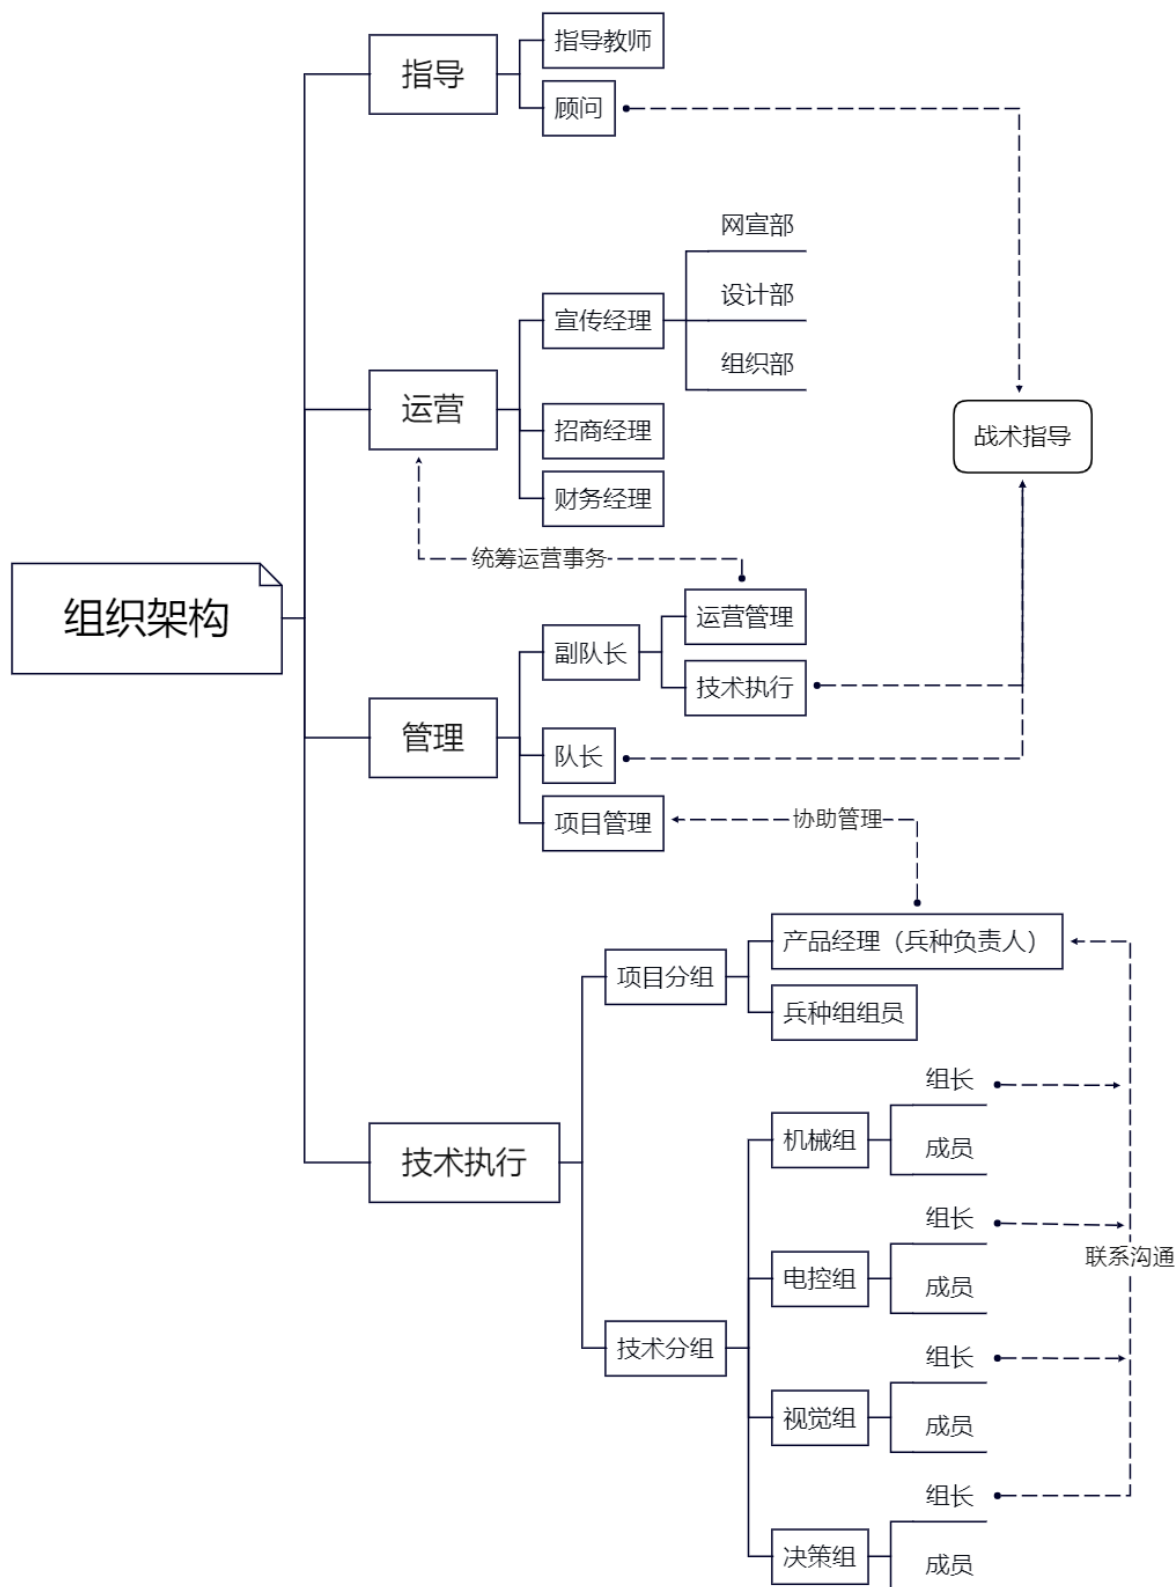 指导教师
指导
顾问
网宣部
设计部
宣传经理
组织部
运营
招商经理
战术指导
财务经理
统筹运营事务
运营管理
组织架构
副队长
技术执行
管理
队长
项目管理
协助管理
产品经理（兵种负责人）
项目分组
兵种组组员
组长
机械组
成员
技术执行
组长
联系沟通
电控组
成员
技术分组
组长
视觉组
成员
组长
决策组
成员